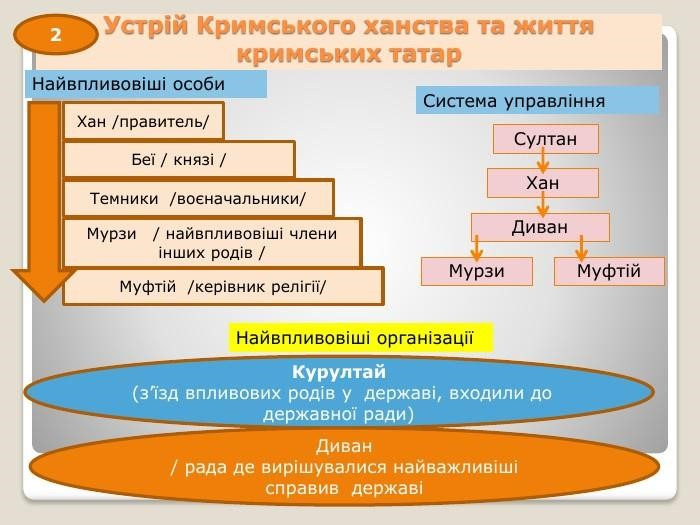 2
Устрій Кримського ханства та життя
кримських татар
Найвпливовіші особи
Хан /правитель/
Беї / князі /
Темники /воєначальники/
Мурзи / найвпливовіші члени
інших родів /
Муфтій /керівник релігії/
Система управління
Султан
Хан
Диван
Мурзи
Муфтій
Найвпливовіші організації
Курултай
(з’їзд впливових родів у державі, входили до
державної ради)
Диван
/ рада де вирішувалися найважливіші
справив державі